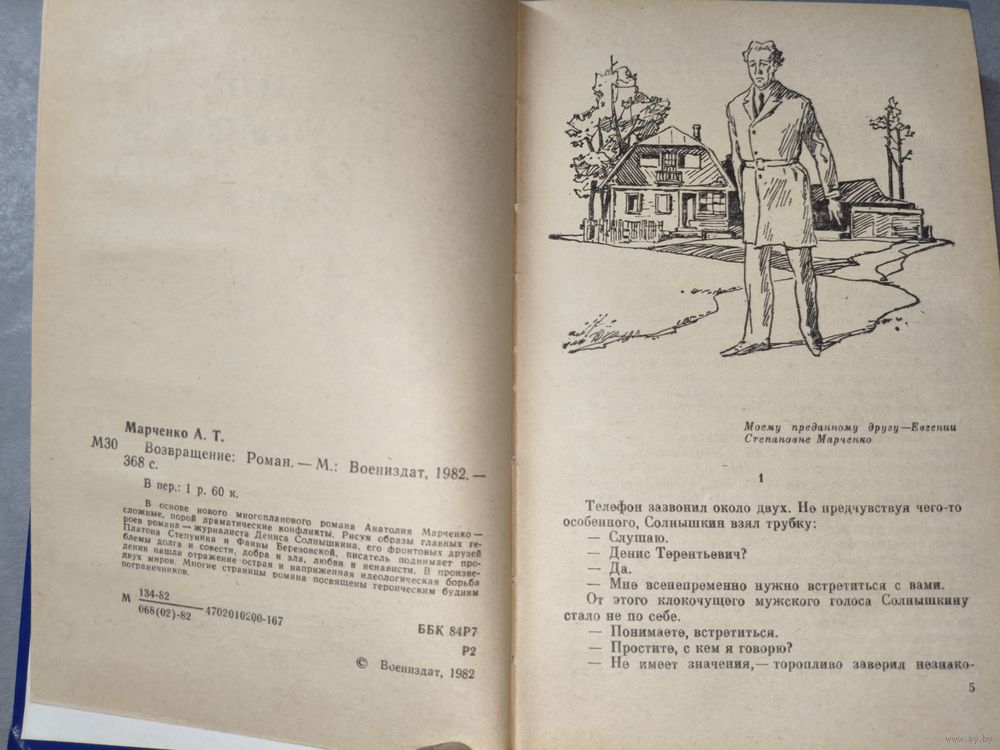 Марченко А. Т.
М30
Возвращение: Роман. — М.: Воениздат, 1982. —
368 с.
В пер.: 1 р. 60 к.
В основе нового многопланового романа Анатолия Марченко —
сложные, порой драматические конфликты. Рисуя образы главных ге-
роев романа — журналиста Дениса Солнышкина, его фронтовых друзей
Платона Степунина и Фаины Березовской, писатель поднимает про-
блемы долга и совести, добра и зла, любви и ненависти. В произве-
дении нашла отражение острая и напряженная идеологическая борьба
двух миров. Многие страницы романа посвящены героическим будням
пограничников.
М 134-82
068(02)-82 —4702010200-167
ББК 84Р7
Р2
© Воениздат, 1982
Моему преданному другу—Евгении
Степановне Марченко
1
Телефон зазвонил около двух. Не предчувствуя чего-то
особенного, Солнышкин взял трубку:
— Слушаю.
— Денис Терентьевич?
— Да.
— Мне всенепременно нужно встретиться с вами.
От этого клокочущего мужского голоса Солнышкину
стало не по себе.
— Понимаете, встретиться.
— Простите, с кем я говорю?
— Не имеет значения,— торопливо заверил незнако-
5
www.ay.by